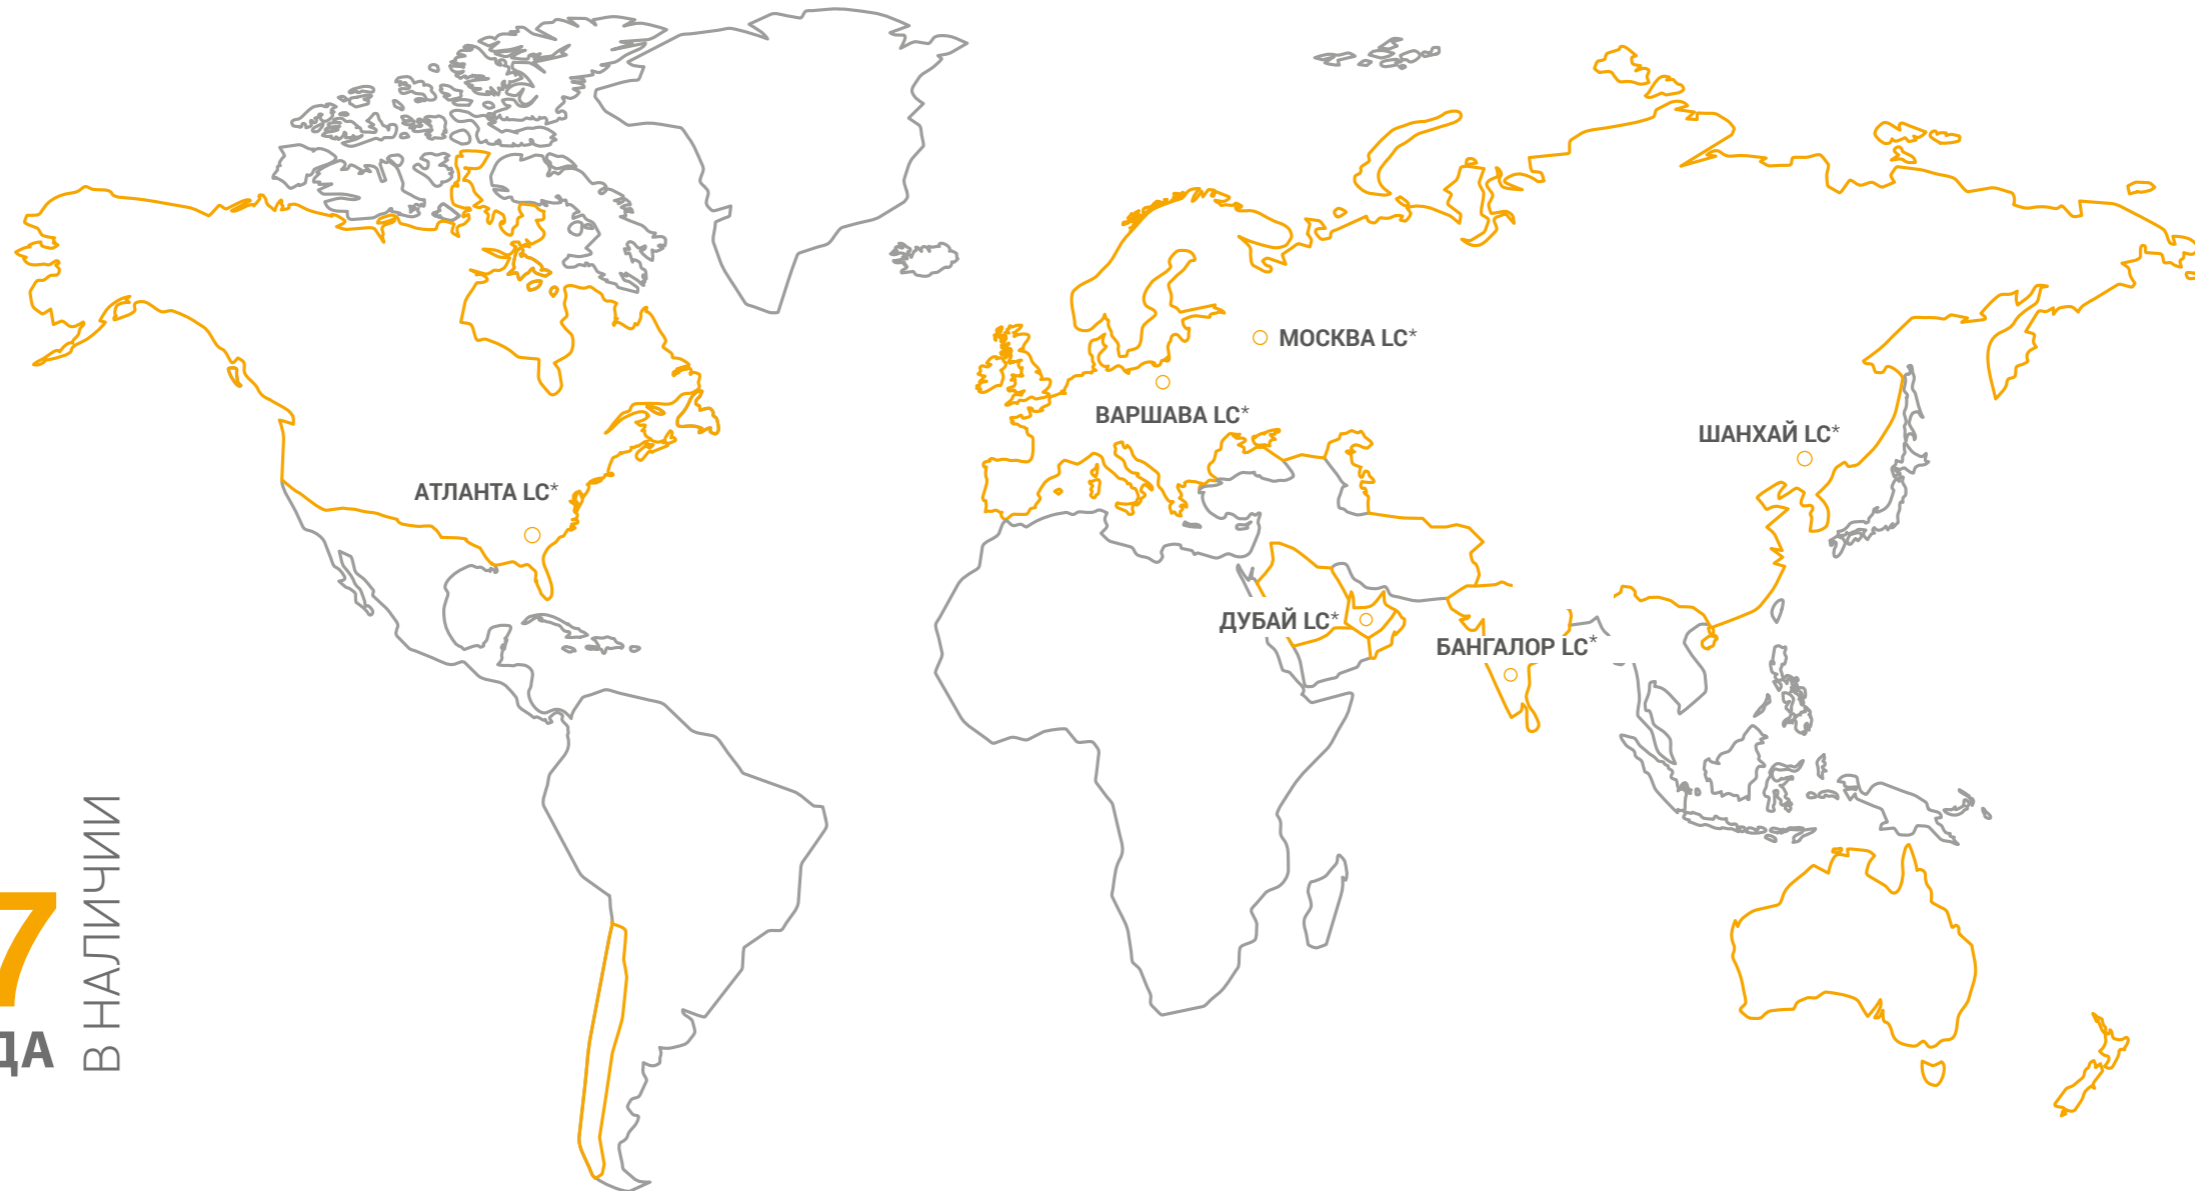 МОСКВА LC*
ВАРШАВА LC*
ШАНХАЙ LC*
АТЛАНТА LC*
ДУБАЙ LC*
БАНГАЛОР LC*
7
ДА
В НАЛИЧИИ